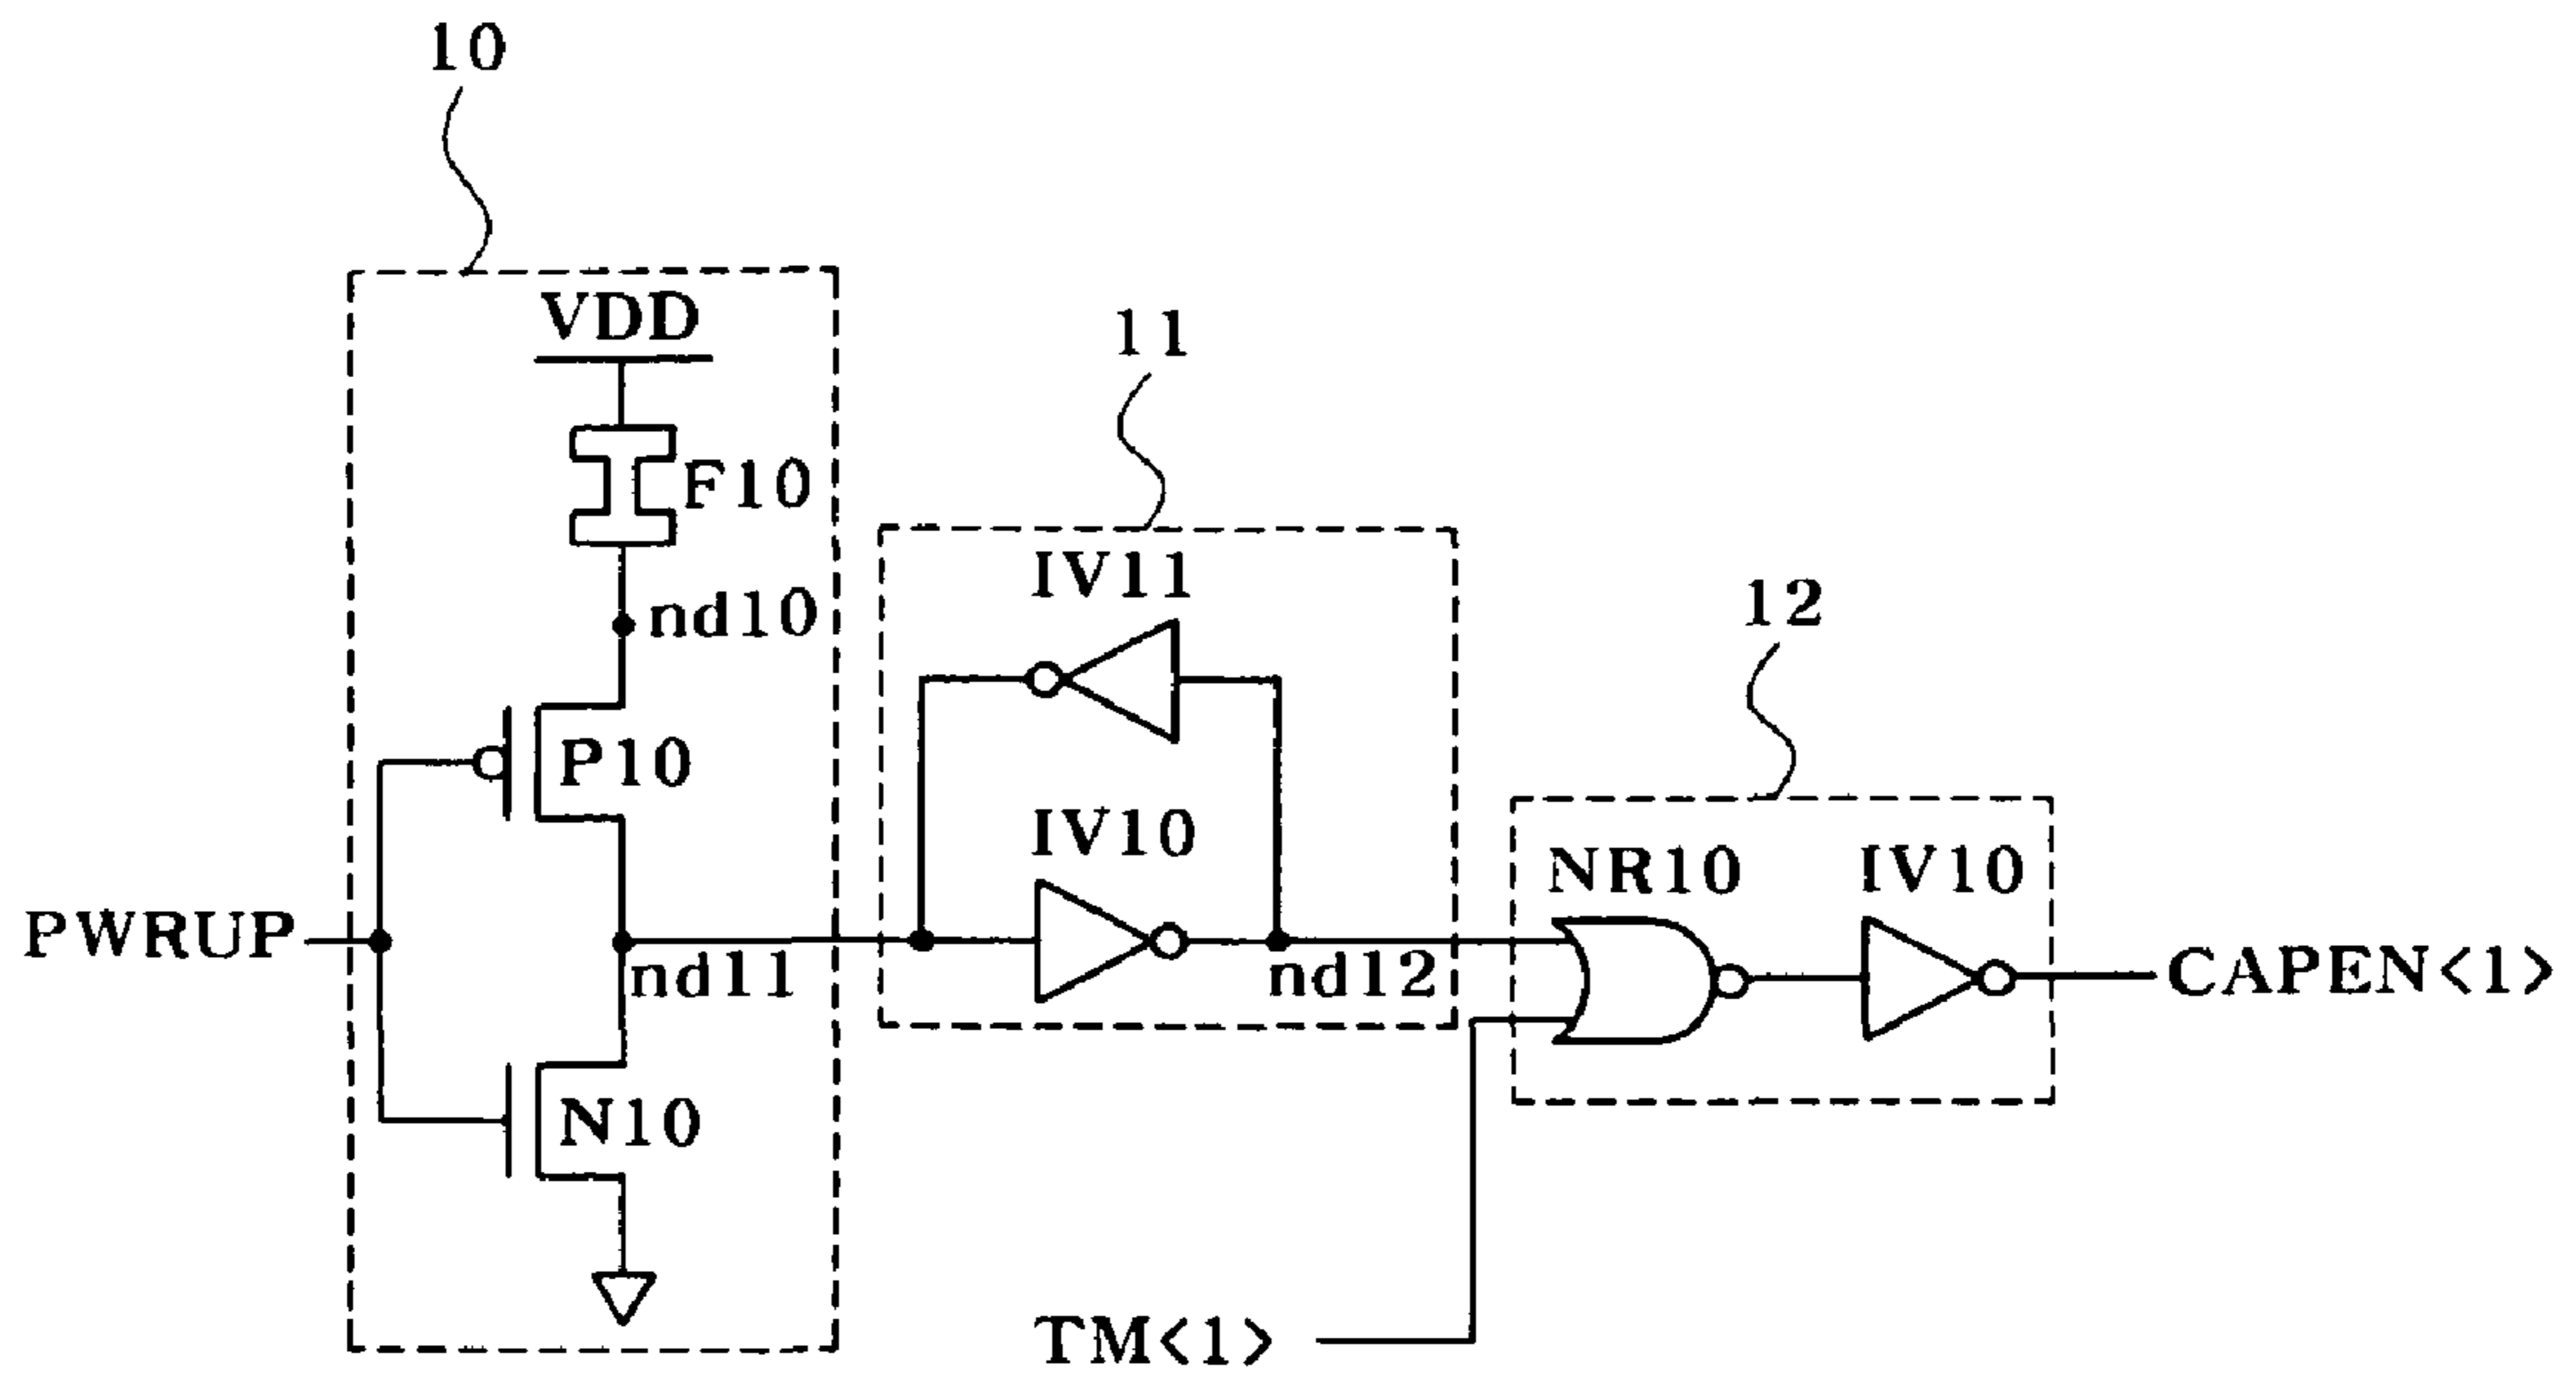 10
VDD
F10
nd10
P10
PWRUP
nd11
N10
11
IV11
IV10
nd12
12
NR10 IV10
CAPEN<1>
TM<1>